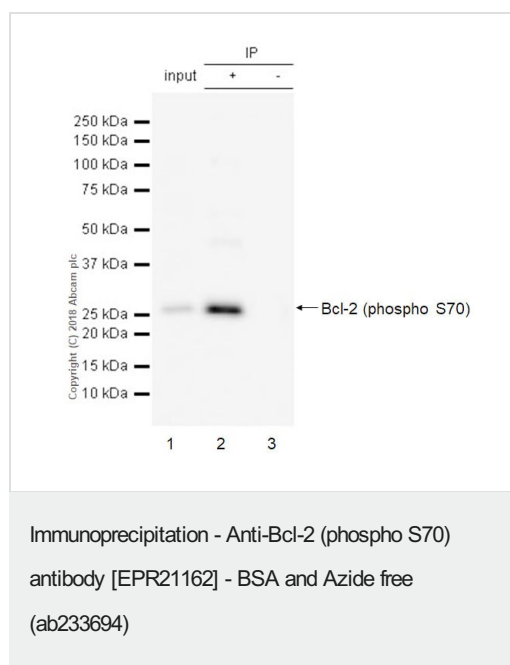 IP
input + -
250 kDa
150 kDa
100 kDa
75 kDa
50 kDa
37 kDa
25 kDa
20 kDa
15 kDa
10 kDa
Copyright (C) 2018 Abcam plc
Bcl-2 (phospho S70)
1 2 3
Immunoprecipitation - Anti-Bcl-2 (phospho S70)
antibody [EPR21162] - BSA and Azide free
(ab233694)